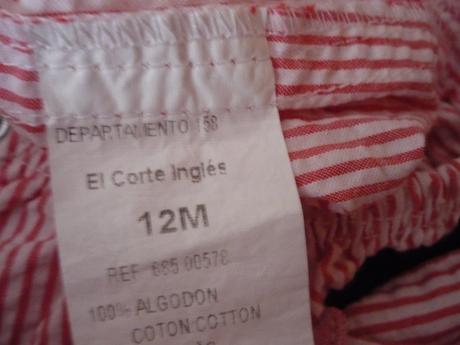 DEPARTAMENTO 158
El Corte Inglés
12M
REF 885 00578
100% ALGODON
COTON COTTON